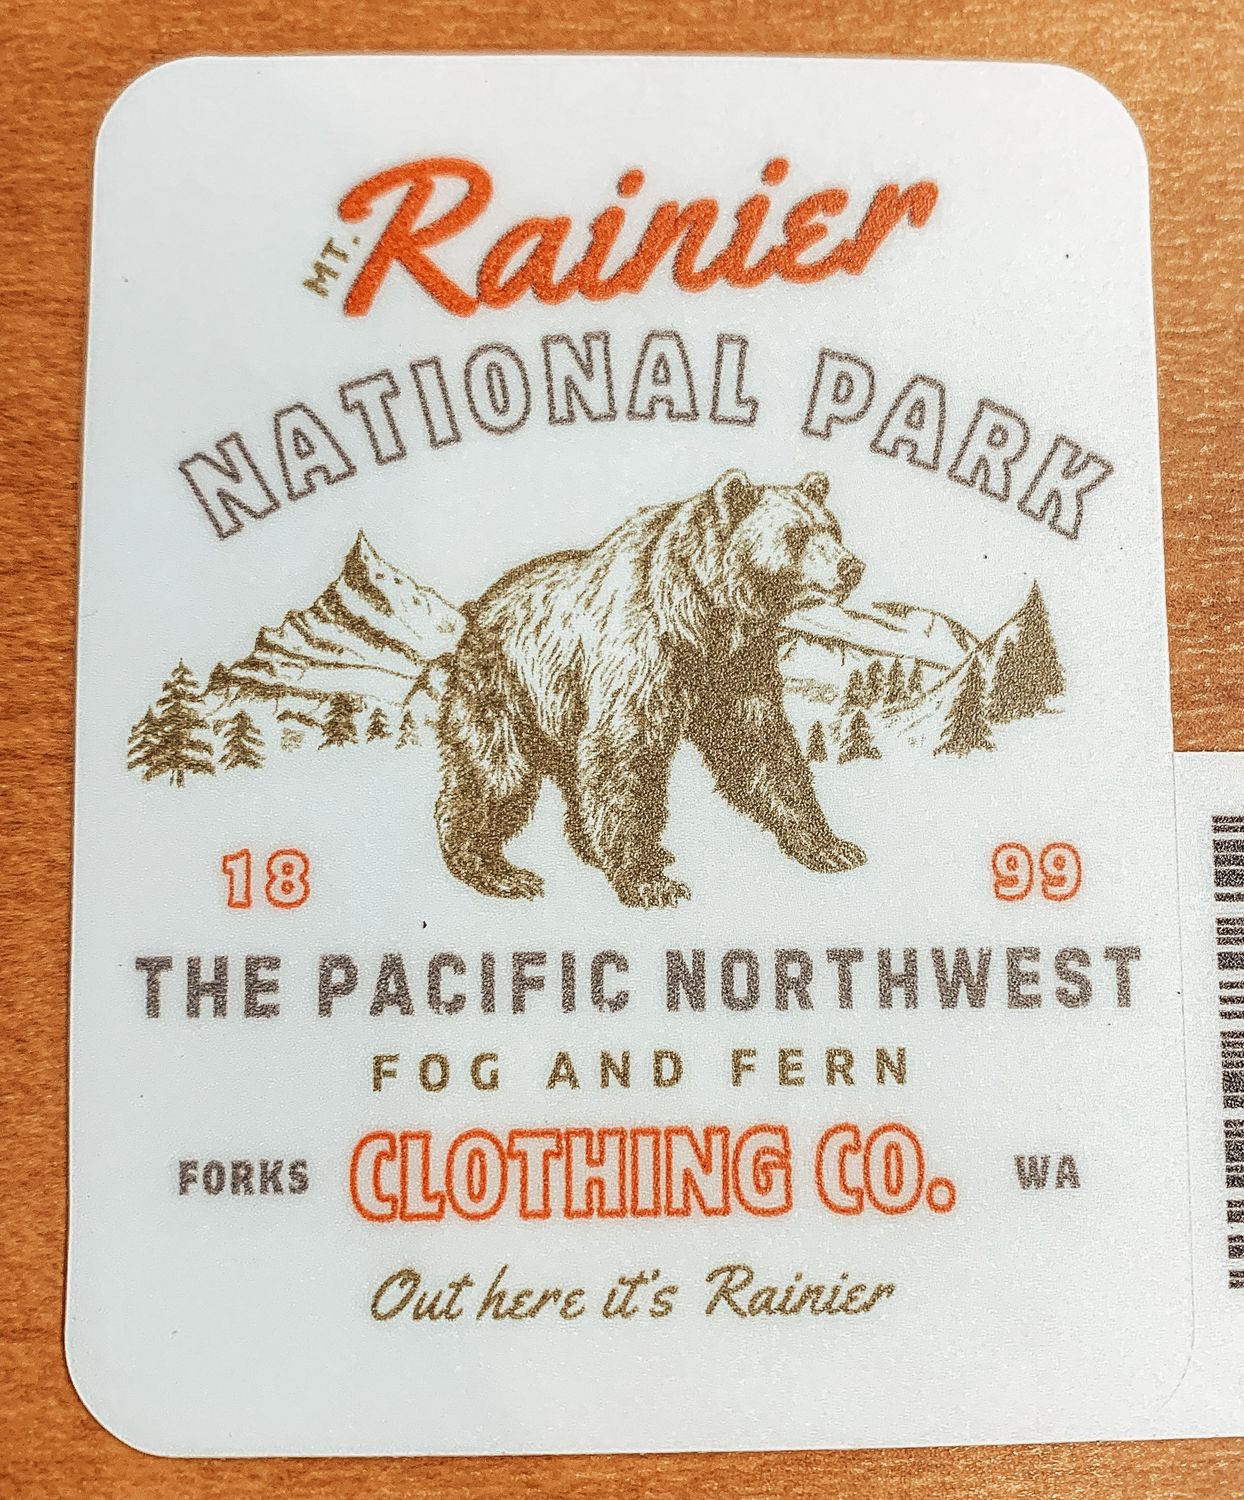 MT. Rainier
NATIONAL PARK
18 99
THE PACIFIC NORTHWEST
FOG AND FERN
FORKS CLOTHING CO. WA
Out here it's Rainier